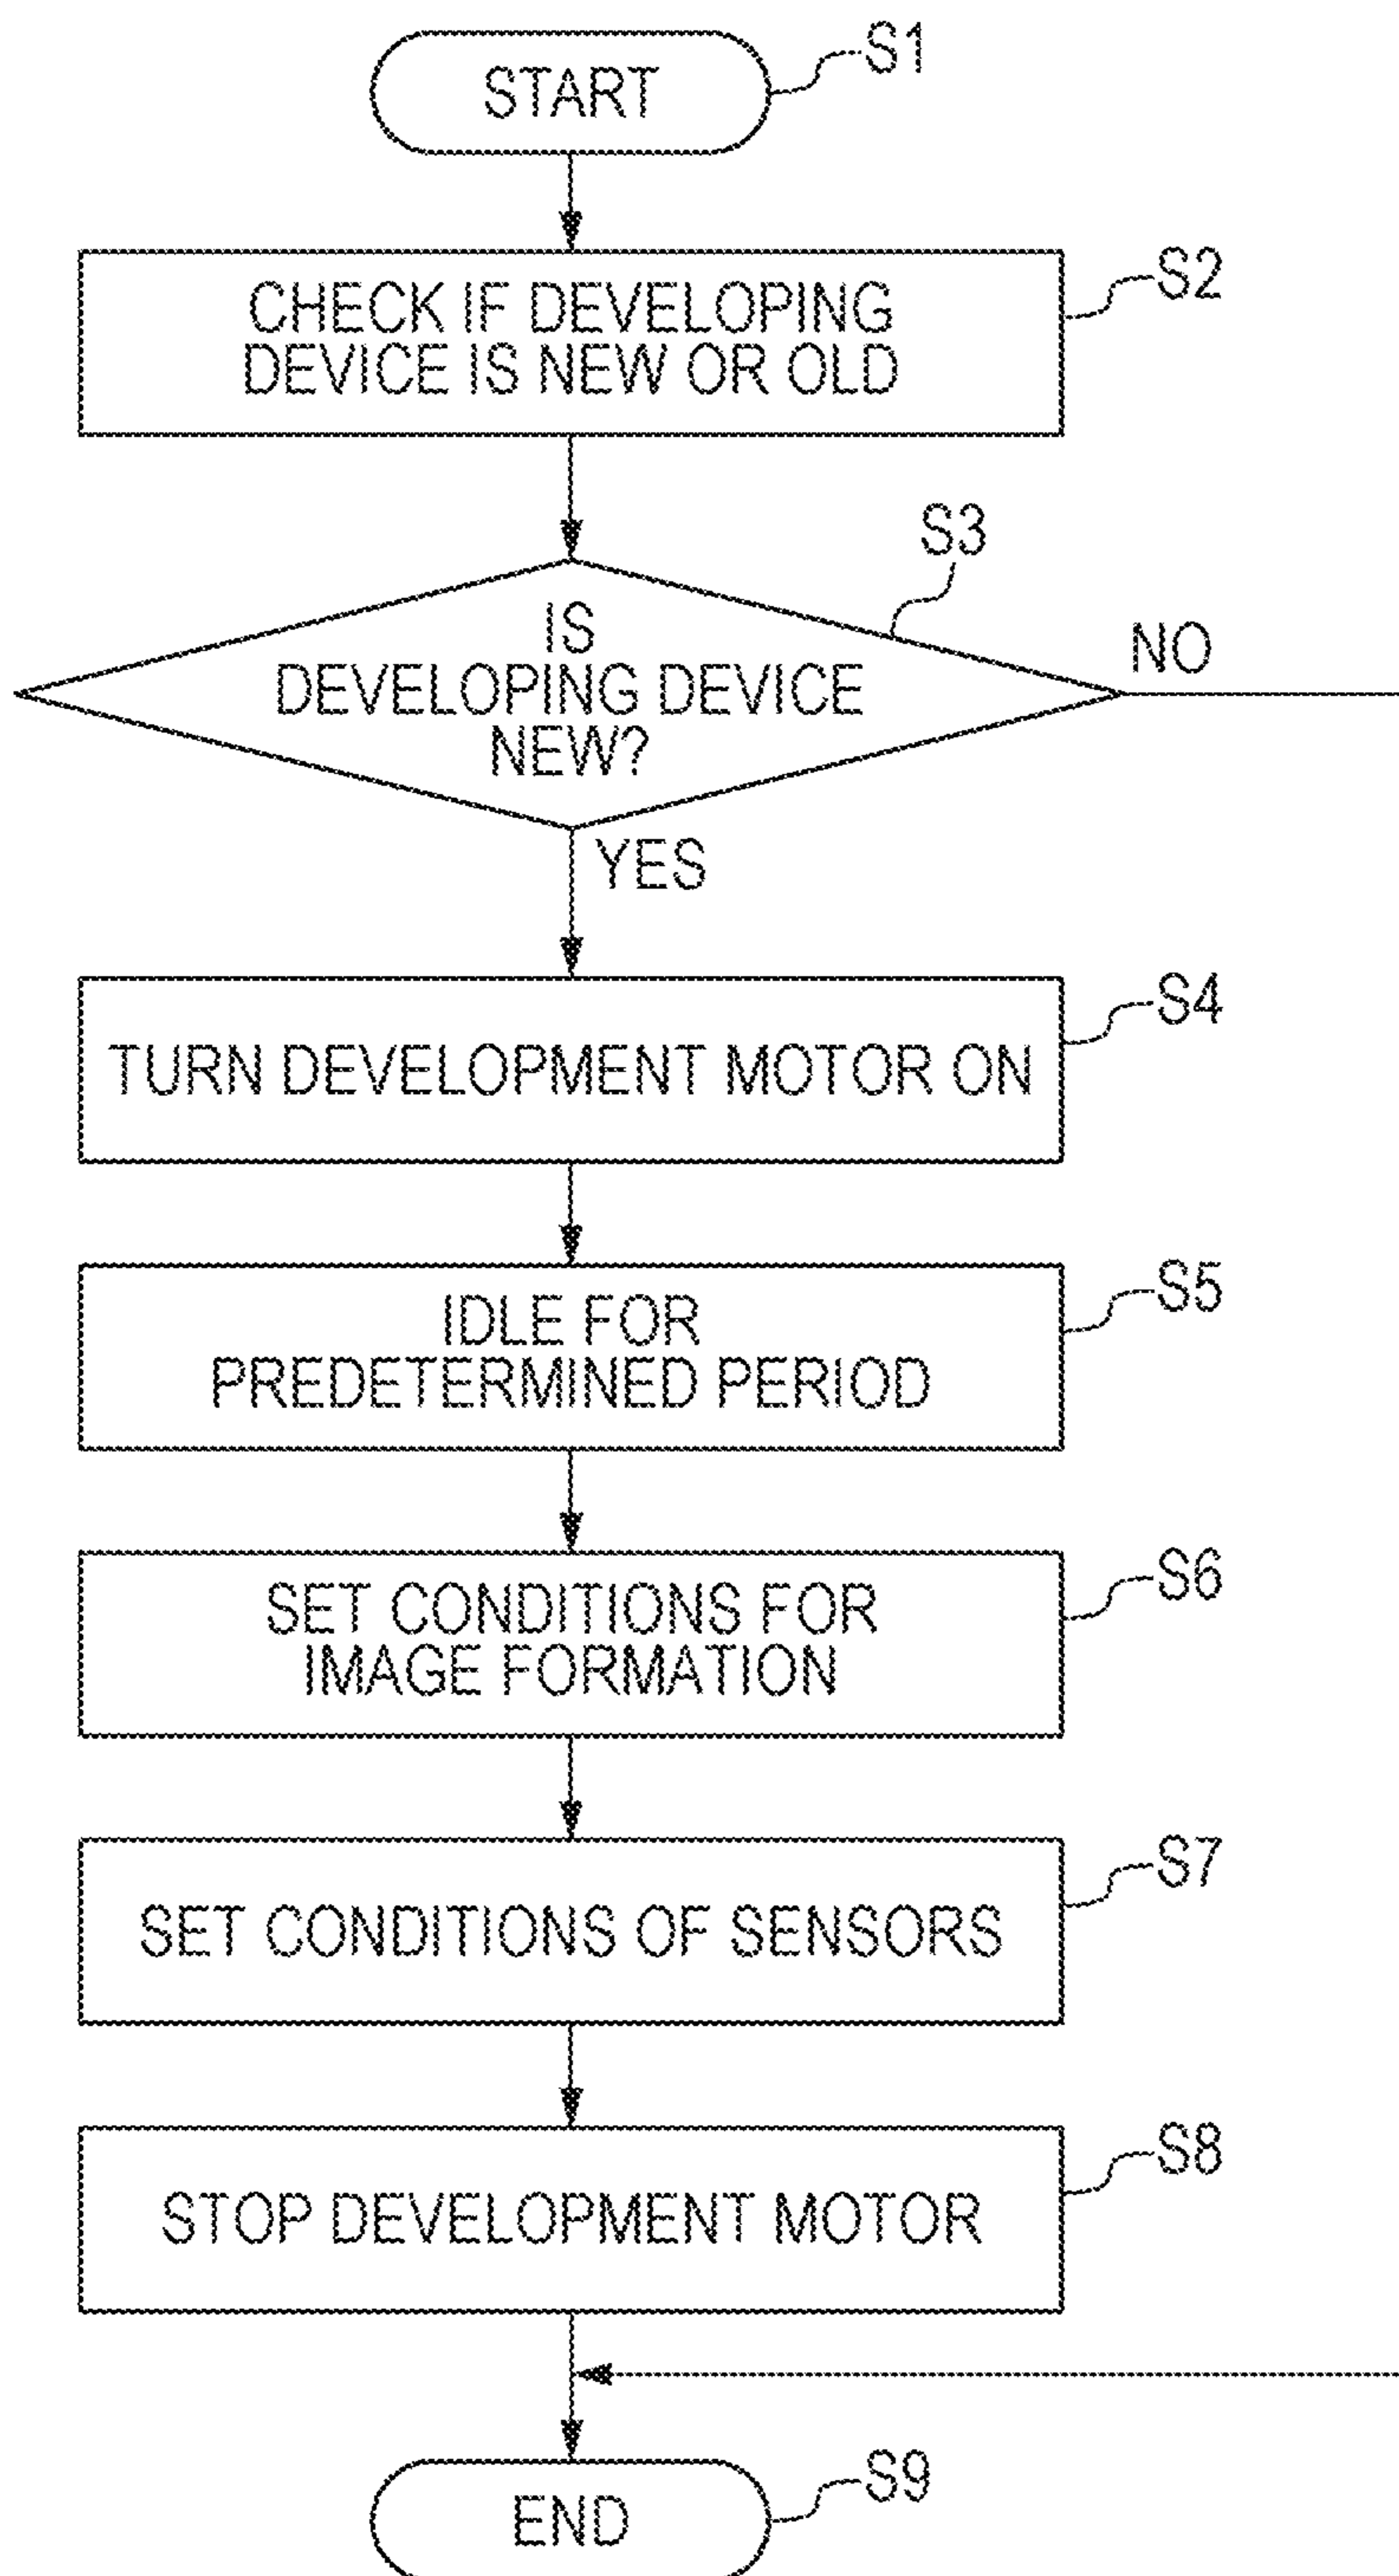 START
S1
CHECK IF DEVELOPING
DEVICE IS NEW OR OLD
S2
S3
IS
DEVELOPING DEVICE
NEW?
NO
YES
TURN DEVELOPMENT MOTOR ON
S4
IDLE FOR
PREDETERMINED PERIOD
S5
SET CONDITIONS FOR
IMAGE FORMATION
S6
SET CONDITIONS OF SENSORS
S7
STOP DEVELOPMENT MOTOR
S8
END
S9